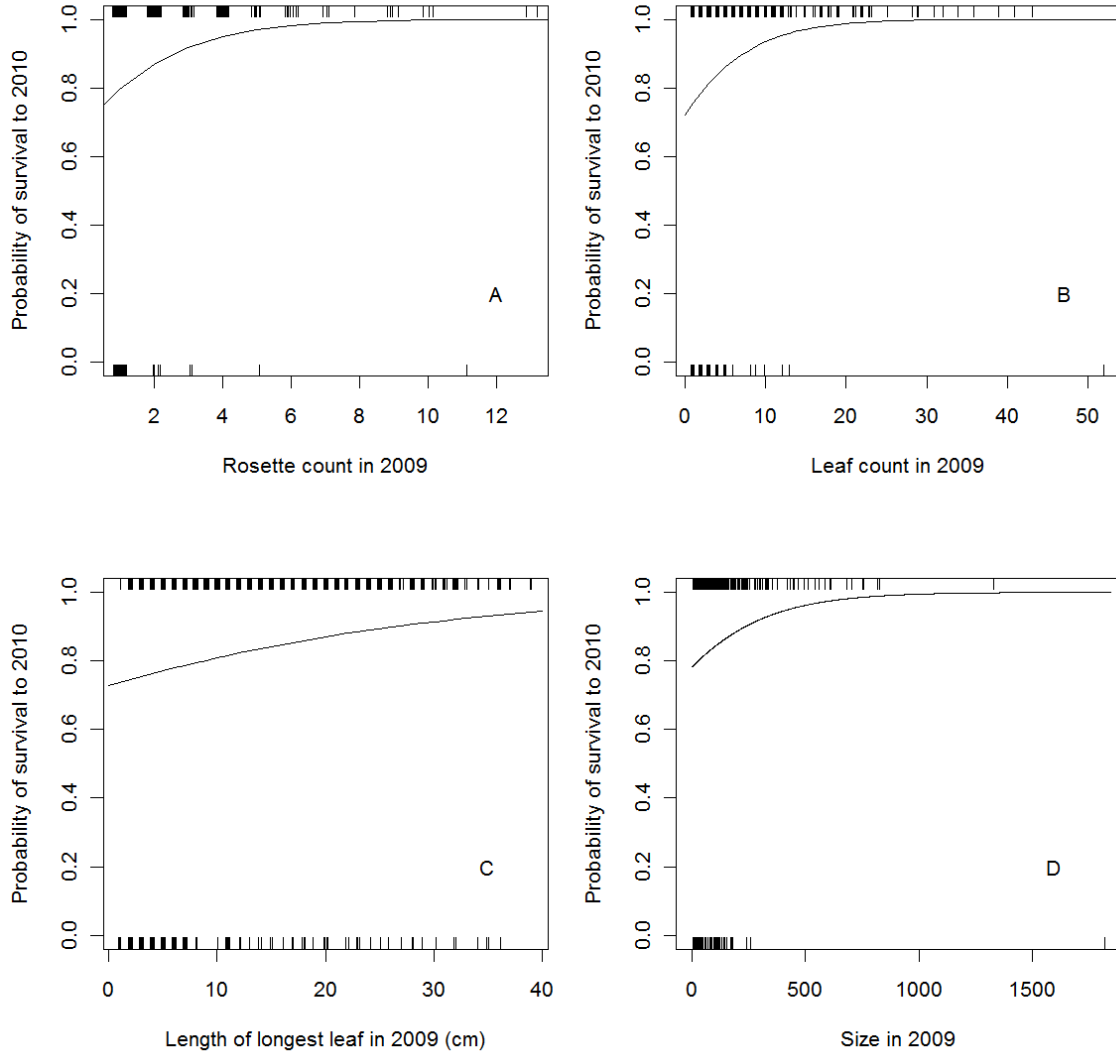 Probability of survival to 2010
1.0
0.8
0.6
0.4
0.2
0.0
A
2 4 6 8 10 12
Rosette count in 2009
Probability of survival to 2010
1.0
0.8
0.6
0.4
0.2
0.0
B
0 10 20 30 40 50
Leaf count in 2009
Probability of survival to 2010
1.0
0.8
0.6
0.4
0.2
0.0
C
0 10 20 30 40
Length of longest leaf in 2009 (cm)
Probability of survival to 2010
1.0
0.8
0.6
0.4
0.2
0.0
D
0 500 1000 1500
Size in 2009